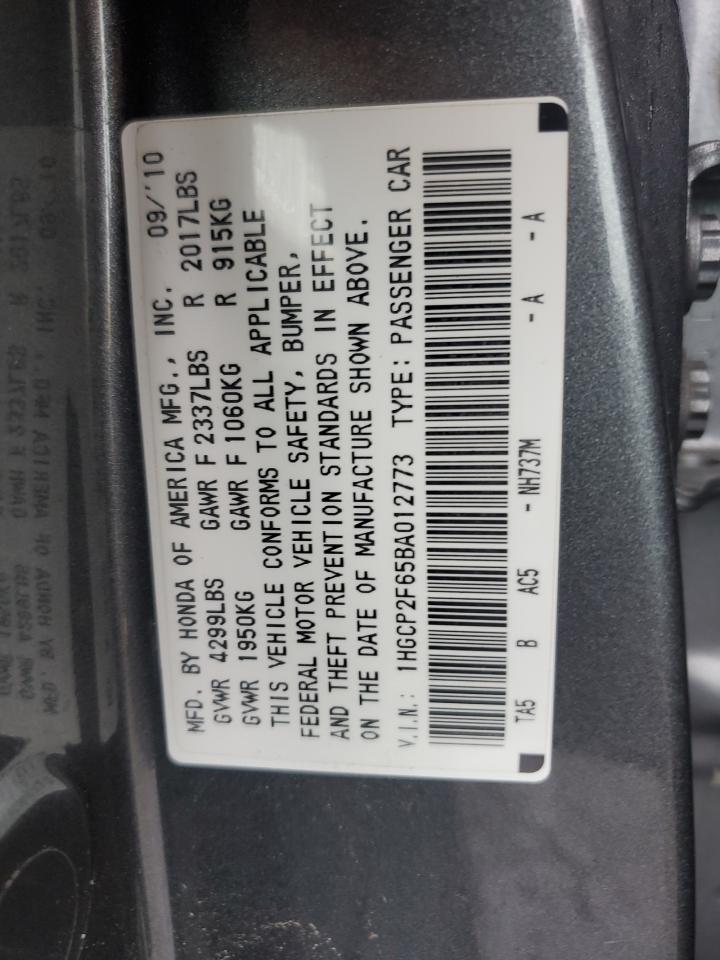 MFD. BY HONDA OF AMERICA MFG., INC. 09/'10
GVWR 4299LBS GAWR F 2337LBS R 2017LBS
GVWR 1950KG GAWR F 1060KG R 915KG
THIS VEHICLE CONFORMS TO ALL APPLICABLE
FEDERAL MOTOR VEHICLE SAFETY, BUMPER,
AND THEFT PREVENTION STANDARDS IN EFFECT
ON THE DATE OF MANUFACTURE SHOWN ABOVE.
V.I.N.: 1HGCP2F65BA012773 TYPE: PASSENGER CAR
TA5 B AC5 - NH737M - A - A